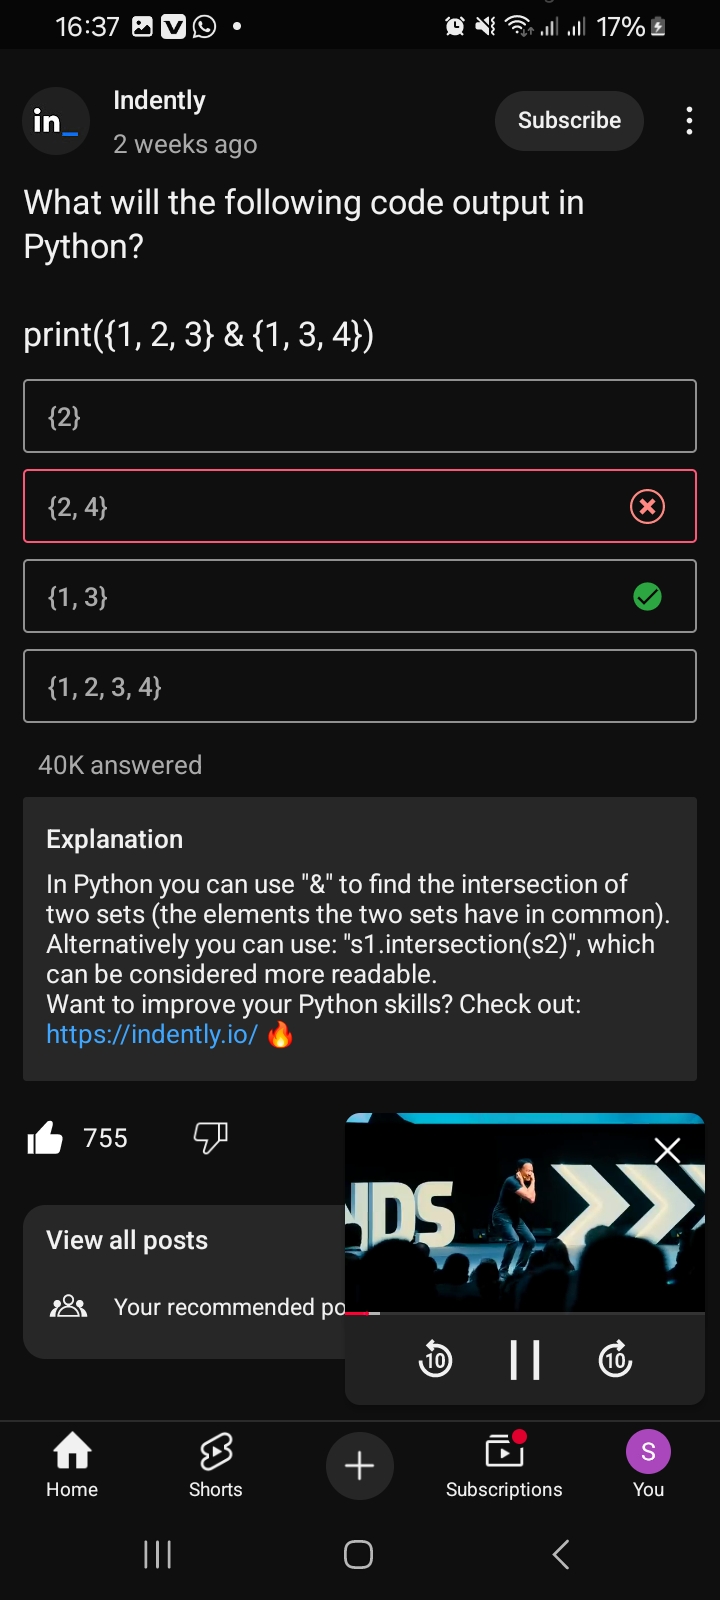 16:37 V 17%
in_ Indently
2 weeks ago
Subscribe
What will the following code output in
Python?
print({1, 2, 3} & {1, 3, 4})
{2}
{2, 4}
{1, 3}
{1, 2, 3, 4}
40K answered
Explanation
In Python you can use "&" to find the intersection of
two sets (the elements the two sets have in common).
Alternatively you can use: "s1.intersection(s2)", which
can be considered more readable.
Want to improve your Python skills? Check out:
https://indently.io/ 🔥
755
NDS
View all posts
Your recommended po
10 10
Home
Shorts
Subscriptions
S
You